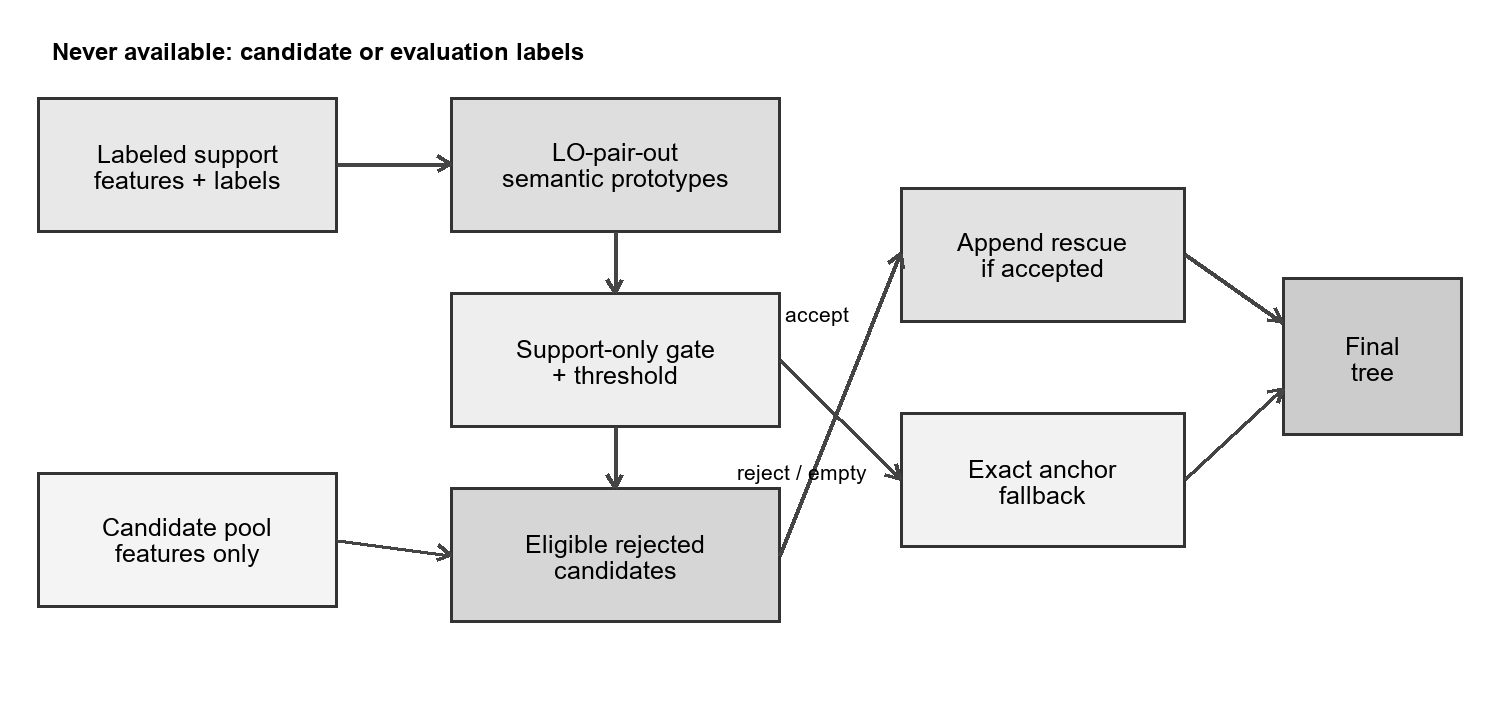 Never available: candidate or evaluation labels
Labeled support
features + labels
LO-pair-out
semantic prototypes
Append rescue
if accepted
Support-only gate
+ threshold
accept
Final
tree
reject / empty
Exact anchor
fallback
Candidate pool
features only
Eligible rejected
candidates